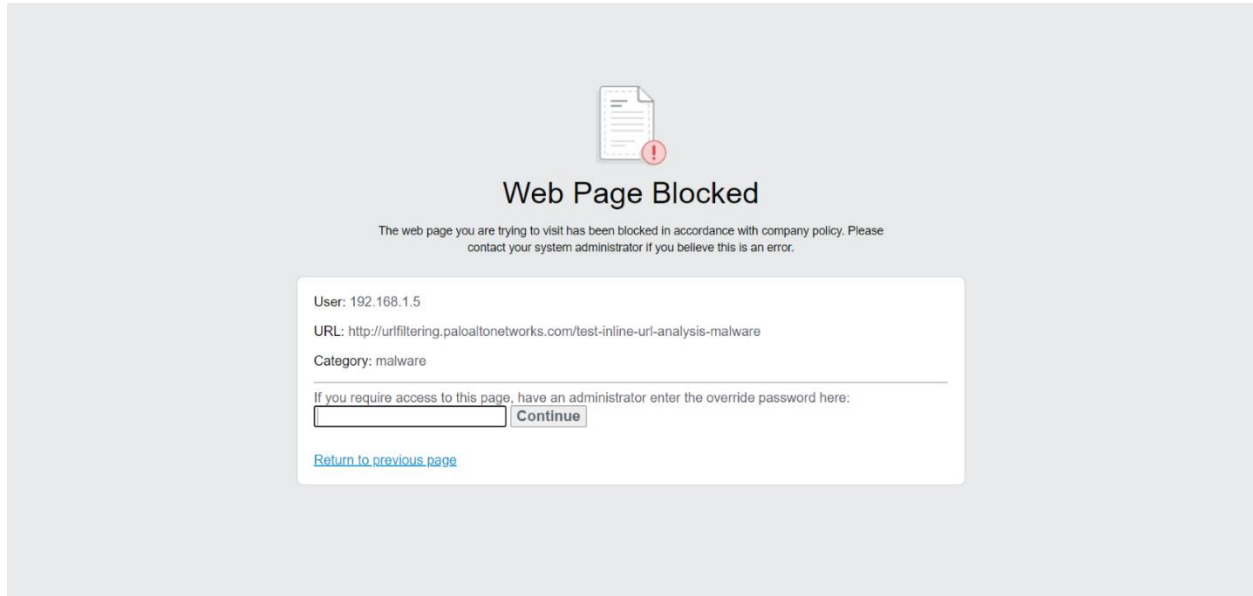 Web Page Blocked
The web page you are trying to visit has been blocked in accordance with company policy. Please
contact your system administrator if you believe this is an error.
User: 192.168.1.5
URL: http://urlfiltering.paloaltonetworks.com/test-inline-url-analysis-malware
Category: malware
If you require access to this page, have an administrator enter the override password here:
Continue
Return to previous page